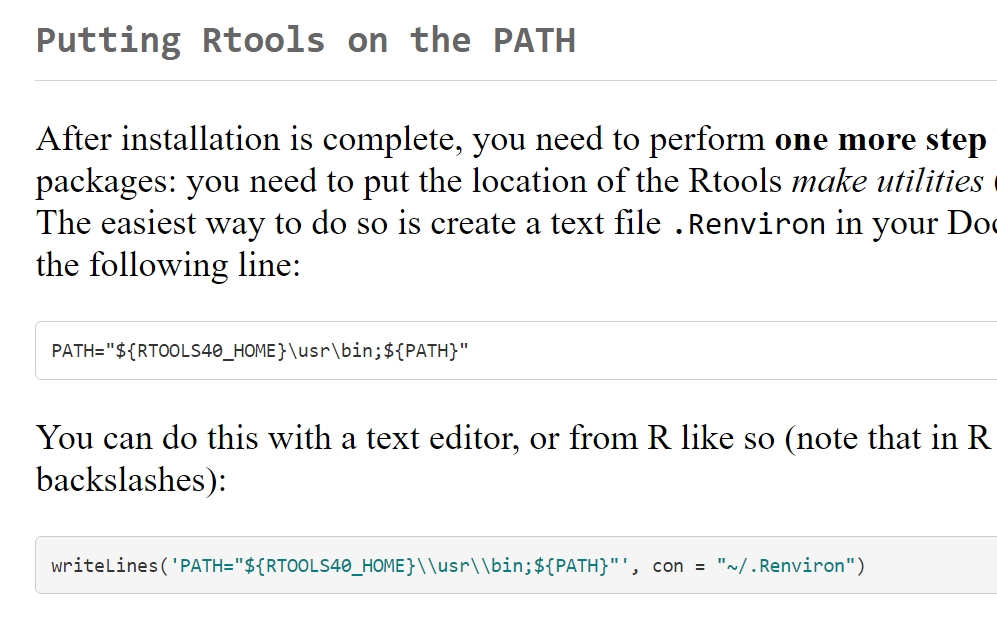 Putting Rtools on the PATH
After installation is complete, you need to perform one more step
packages: you need to put the location of the Rtools make utilities (
The easiest way to do so is create a text file .Renviron in your Doc
the following line:
PATH="${RTOOLS40_HOME}\usr\bin;${PATH}"
You can do this with a text editor, or from R like so (note that in R
backslashes):
writeLines('PATH="${RTOOLS40_HOME}\\usr\\bin;${PATH}"', con = "~/.Renviron")